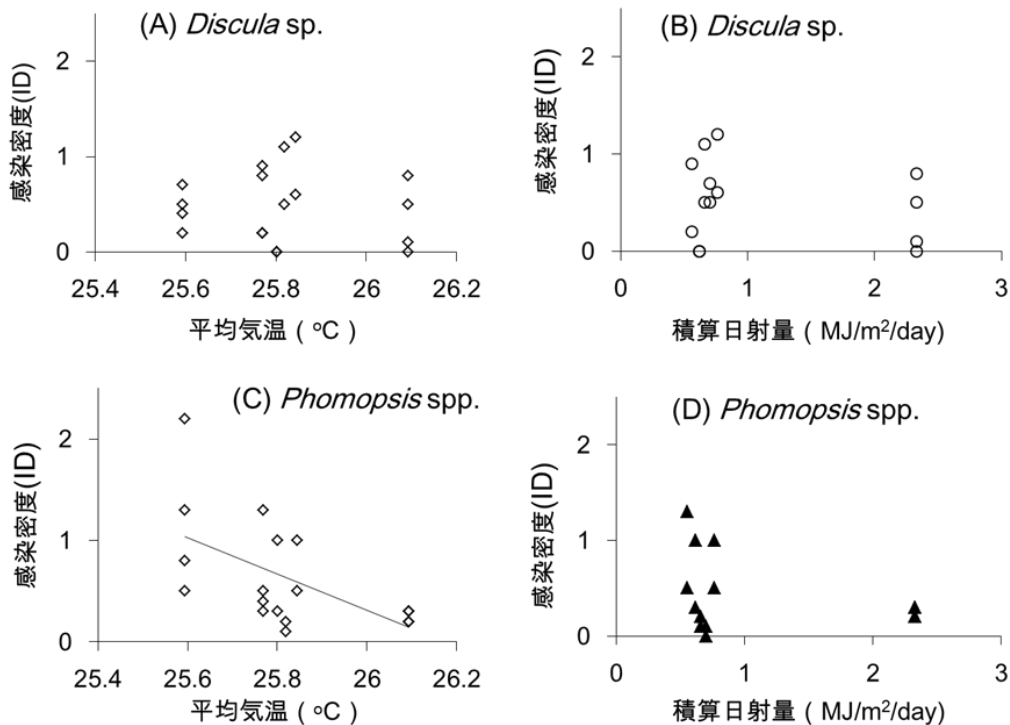 (A) Discula sp.
感染密度(ID)
2
1
0
25.4 25.6 25.8 26 26.2
平均気温（ ºC）
(B) Discula sp.
感染密度(ID)
2
1
0
0 1 2 3
積算日射量（ MJ/m²/day)
(C) Phomopsis spp.
感染密度(ID)
2
1
0
25.4 25.6 25.8 26 26.2
平均気温（ ºC）
(D) Phomopsis spp.
感染密度(ID)
2
1
0
0 1 2 3
積算日射量（ MJ/m²/day)